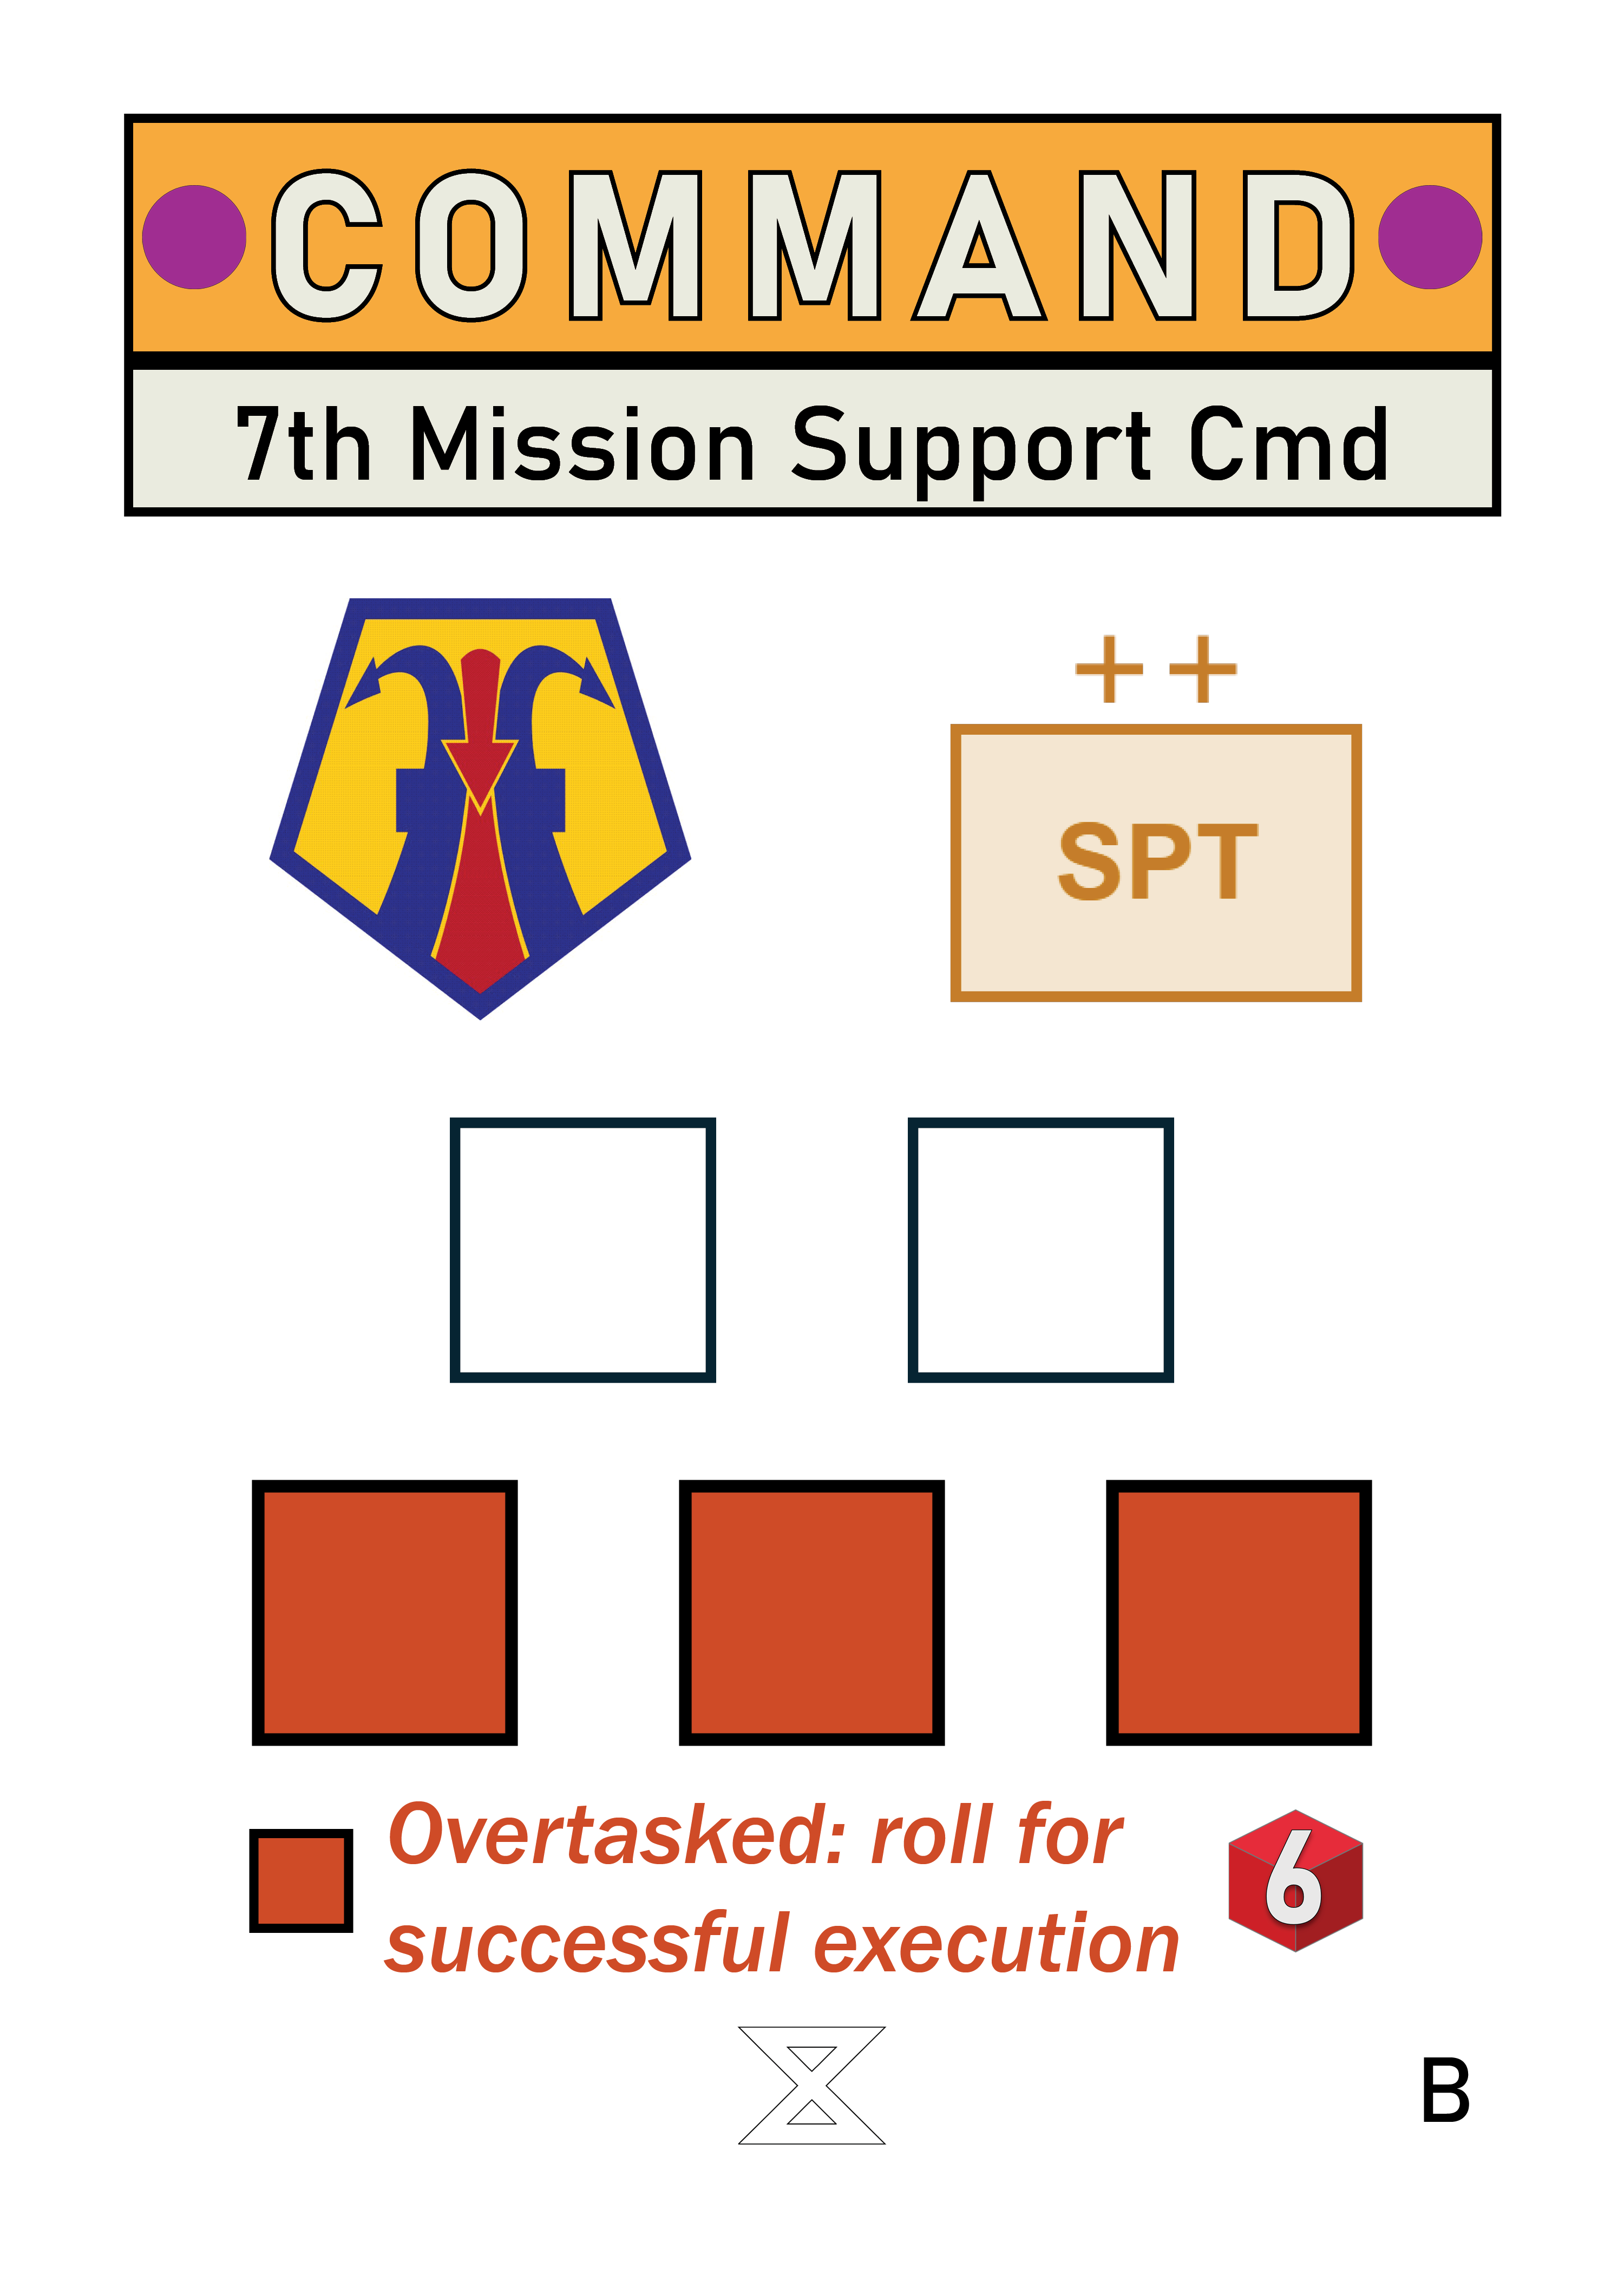 COMMAND
7th Mission Support Cmd
++
SPT
Overtasked: roll for
successful execution
6
B